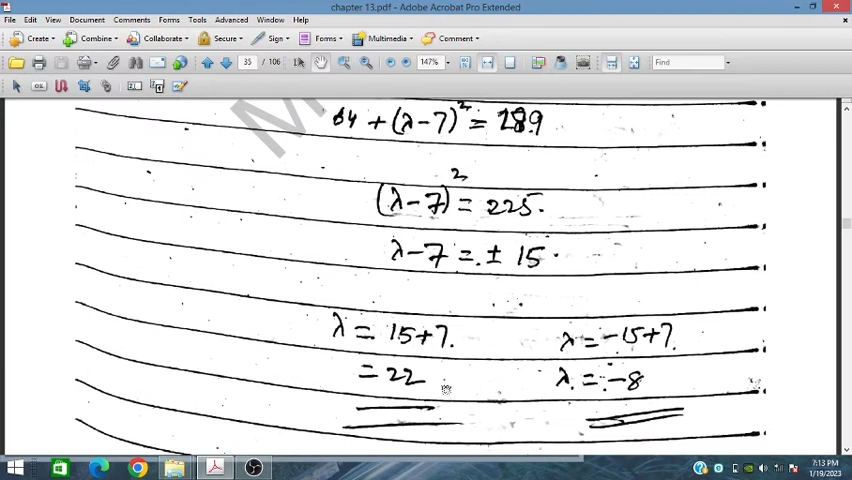 chapter 13.pdf - Adobe Acrobat Pro Extended
File Edit View Document Comments Forms Tools Advanced Window Help
Create Combine Collaborate Secure Sign Forms Multimedia Comment
35 / 106 147% Find
64 + (λ-7)² = 289
(λ-7)² = 225.
λ-7 = ± 15.
λ = 15+7. λ = -15+7.
= 22 λ = -8
7:13 PM
1/19/2023